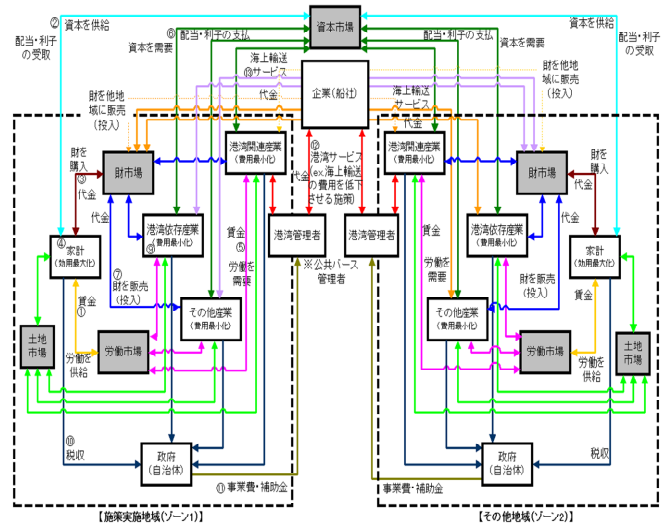 ②
資本を供給
配当・利子
の受取
⑥
配当・利子の支払
資本を需要
資本市場
配当・利子の支払
資本を需要
資本を供給
配当・利子
の受取
海上輸送
⑬サービス
代金
企業(船社)
海上輸送
サービス
代金
財を他地
域に販売
(投入)
財を他地
域に販売
(投入)
財を
購入
③
代金
財市場
代金
港湾関連産業
(費用最小化)
⑫
港湾サービス
(ex.海上輸送
の費用を低下
させる施策)
代金
港湾関連産業
(費用最小化)
財市場
代金
財を
購入
代金
④
家計
(効用最大化)
港湾依存産業
(費用最小化)
賃金
⑤
労働を
需要
港湾管理者
※公共バース
管理者
港湾管理者
賃金
労働を
需要
港湾依存産業
(費用最小化)
家計
(効用最大化)
⑦
財を販売
(投入)
賃金
①
その他産業
(費用最小化)
その他産業
(費用最小化)
財を販売
(投入)
賃金
土地
市場
労働市場
労働を
供給
労働市場
労働を
供給
土地
市場
⑩
税収
政府
(自治体)
⑪事業費・補助金
事業費・補助金
政府
(自治体)
税収
【施策実施地域(ゾーン1)】
【その他地域(ゾーン2)】